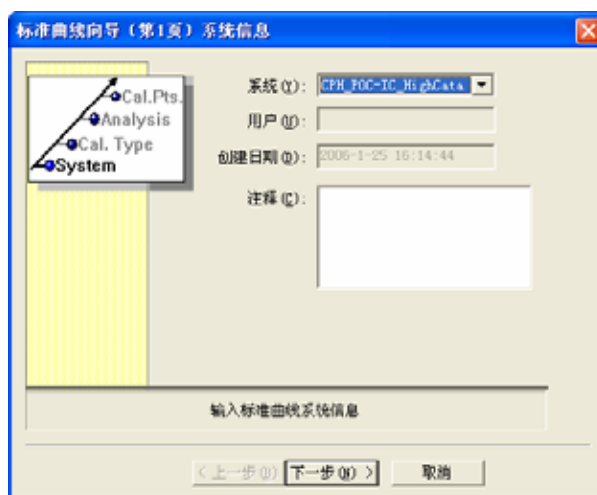 标准曲线向导（第1页）系统信息
Cal.Pts.
Analysis
Cal. Type
System
系统(Y):
CPH_POC-TC_HighCata
用户(U):
创建日期(D):
2006-1-25 16:14:44
注释(C):
输入标准曲线系统信息
<上一步(B)
下一步(N) >
取消